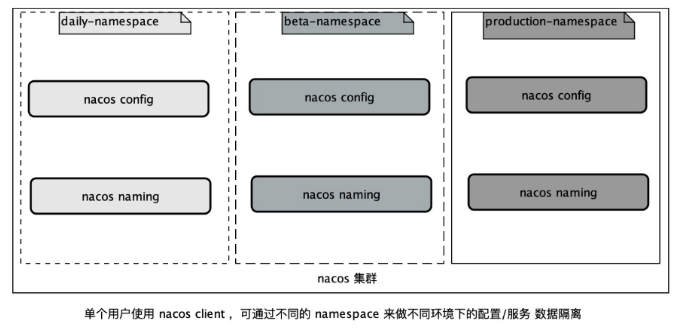 daily-namespace
beta-namespace
production-namespace
nacos config
nacos config
nacos config
nacos naming
nacos naming
nacos naming
nacos 集群
单个用户使用 nacos client ，可通过不同的 namespace 来做不同环境下的配置/服务 数据隔离